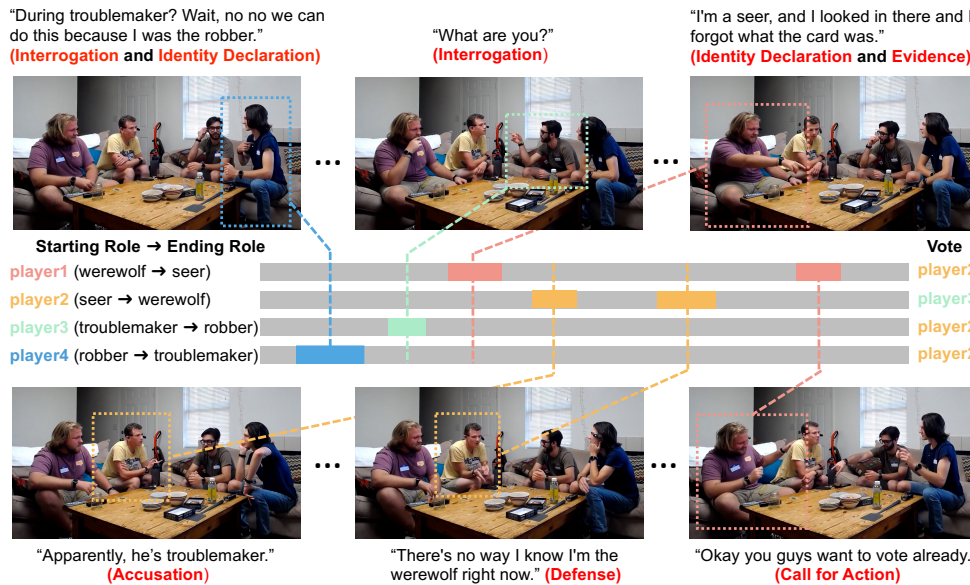 “During troublemaker? Wait, no no we can
do this because I was the robber.”
(Interrogation and Identity Declaration)
“What are you?”
(Interrogation)
“I'm a seer, and I looked in there and I
forgot what the card was.”
(Identity Declaration and Evidence)
...
...
Starting Role → Ending Role
Vote
player1 (werewolf → seer)
player2
player2 (seer → werewolf)
player3
player3 (troublemaker → robber)
player2
player4 (robber → troublemaker)
player2
...
...
“Apparently, he’s troublemaker.”
(Accusation)
“There's no way I know I'm the
werewolf right now.” (Defense)
“Okay you guys want to vote already.
(Call for Action)